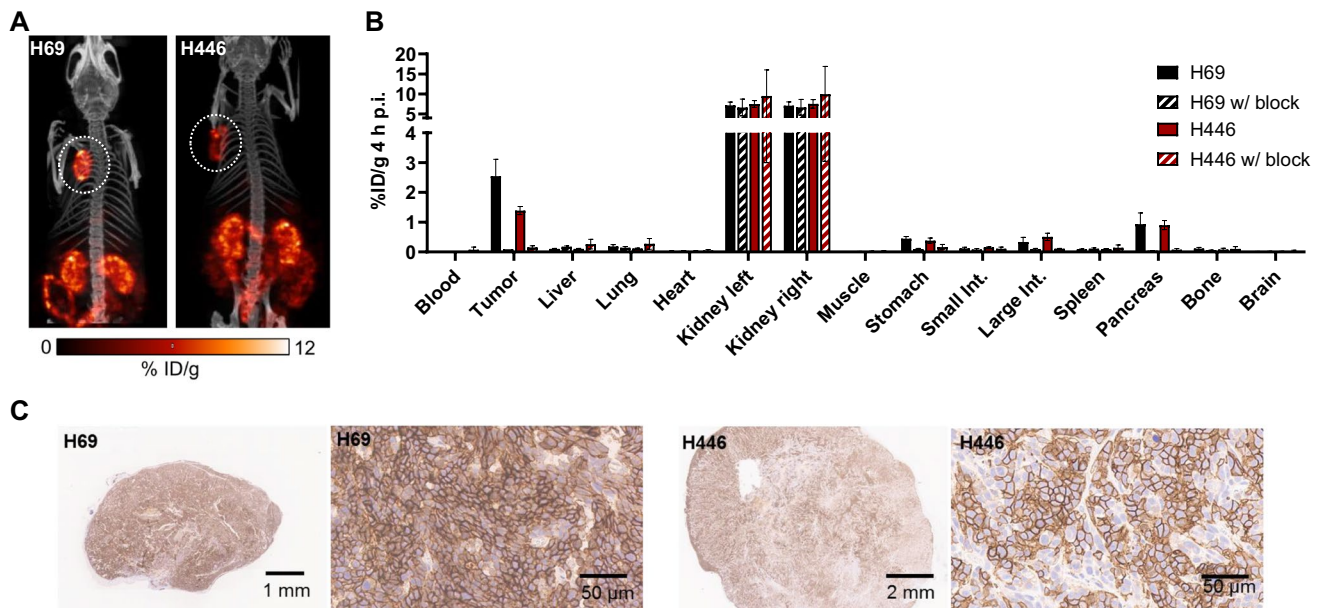 A
H69
H446
0
12
% ID/g
B
%ID/g 4 h p.i.
20
15
10
5
4
3
2
1
0
Blood
Tumor
Liver
Lung
Heart
Kidney left
Kidney right
Muscle
Stomach
Small Int.
Large Int.
Spleen
Pancreas
Bone
Brain
H69
H69 w/ block
H446
H446 w/ block
C
H69
1 mm
H69
50 µm
H446
2 mm
H446
50 µm